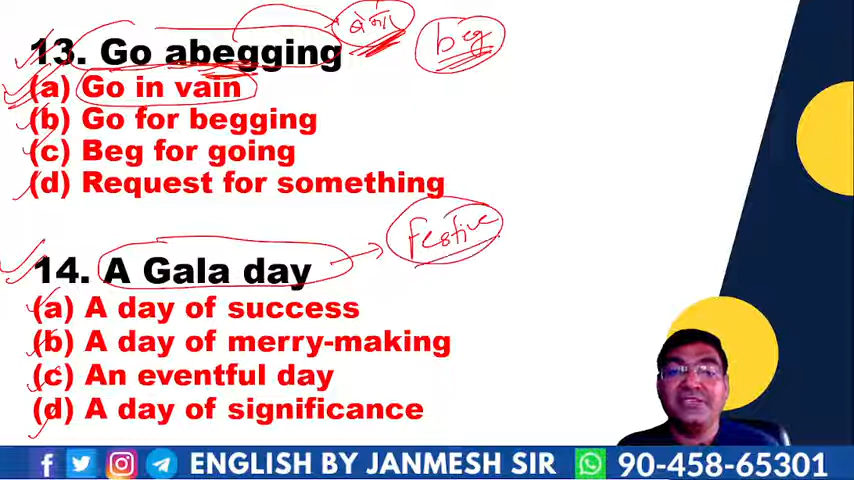 बेकार
beg
13. Go abegging
(a) Go in vain
(b) Go for begging
(c) Beg for going
(d) Request for something
festive
14. A Gala day
(a) A day of success
(b) A day of merry-making
(c) An eventful day
(d) A day of significance
ENGLISH BY JANMESH SIR 90-458-65301